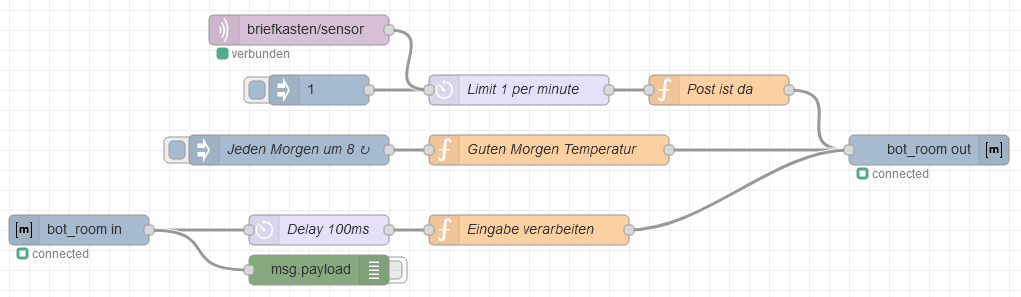 briefkasten/sensor
verbunden
1
Limit 1 per minute
Post ist da
Jeden Morgen um 8 ↻
Guten Morgen Temperatur
bot_room out
[m]
connected
[m]
bot_room in
connected
Delay 100ms
Eingabe verarbeiten
msg.payload